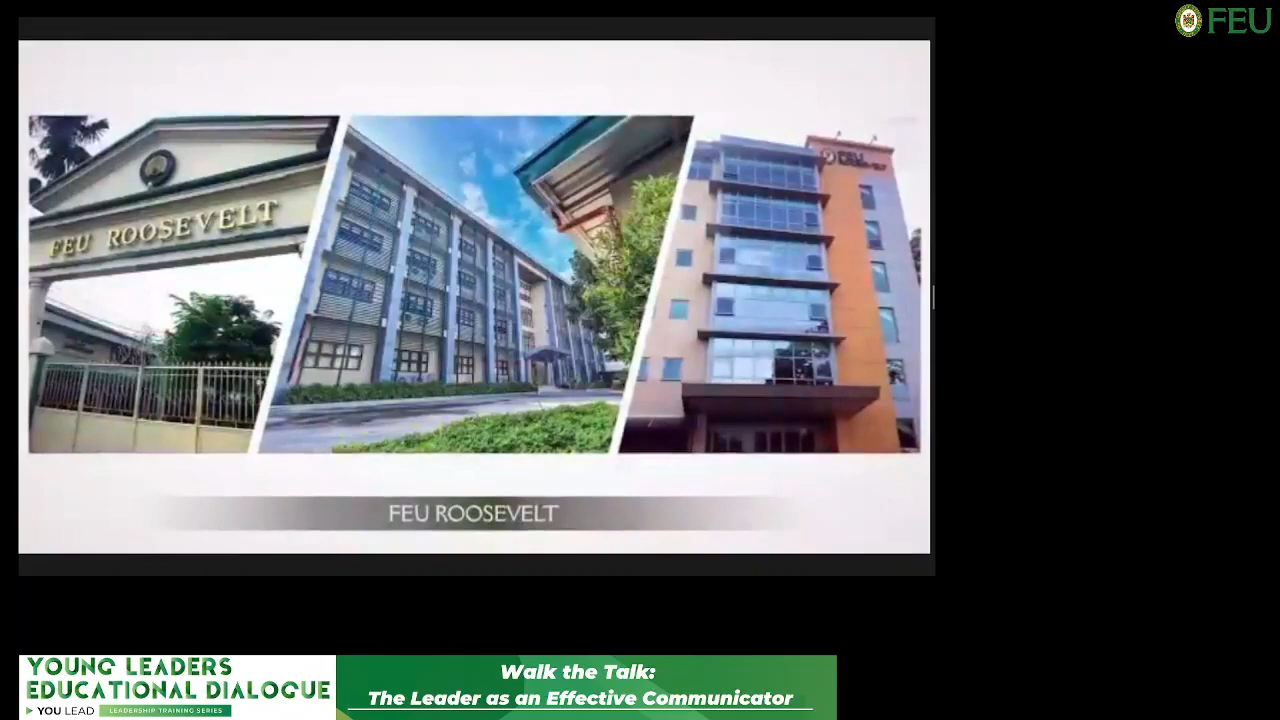 FEU
FEU ROOSEVELT
FEU
FEU ROOSEVELT
YOUNG LEADERS
EDUCATIONAL DIALOGUE
YOU LEAD LEADERSHIP TRAINING SERIES
Walk the Talk:
The Leader as an Effective Communicator